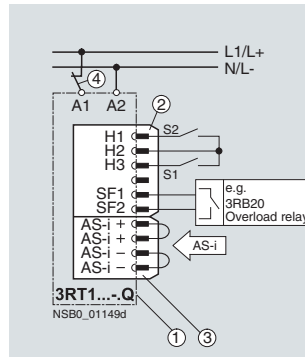 L1/L+
N/L-
④
A1 A2
②
H1 S2
H2
H3
S1
SF1
SF2
e.g.
3RB20
Overload relay
AS-i +
AS-i +
AS-i −
AS-i −
AS-i
3RT1...-.Q
NSB0_01149d
① ③